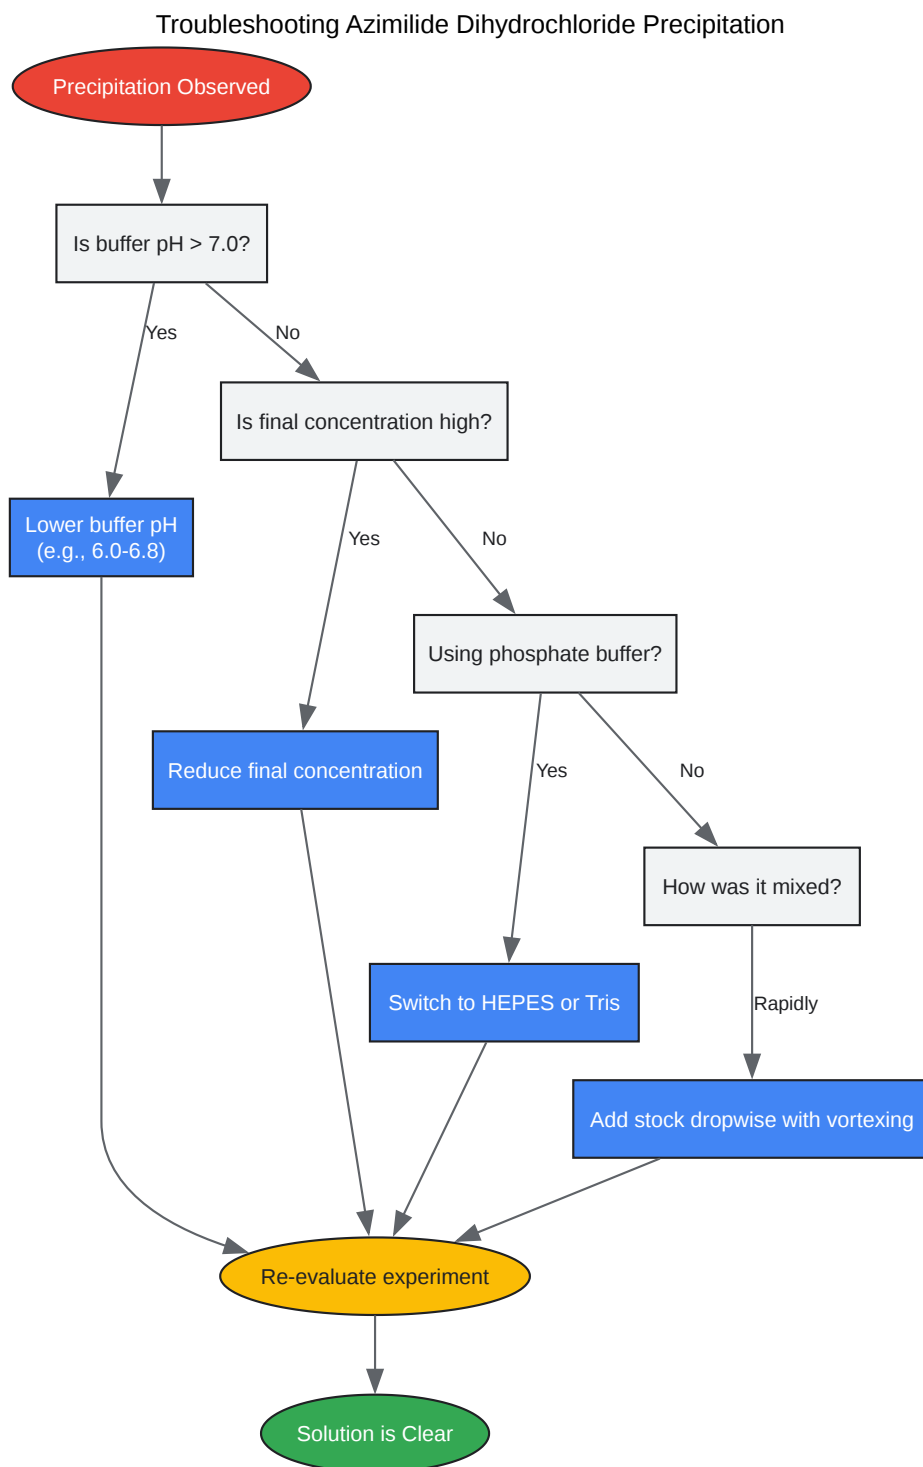 Troubleshooting Azimilide Dihydrochloride Precipitation
Precipitation Observed
Is buffer pH > 7.0?
Yes
No
Is final concentration high?
Lower buffer pH
(e.g., 6.0-6.8)
Yes
No
Using phosphate buffer?
Reduce final concentration
Yes
No
How was it mixed?
Switch to HEPES or Tris
Rapidly
Add stock dropwise with vortexing
Re-evaluate experiment
Solution is Clear